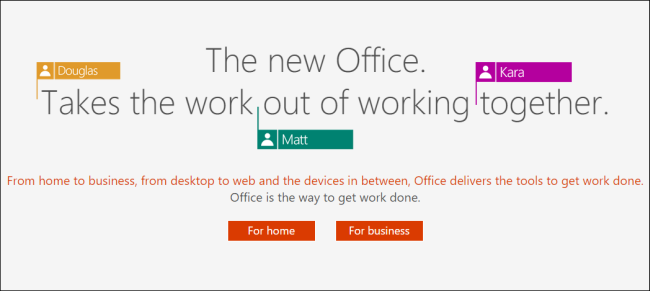 The new Office.
Douglas
Kara
Takes the work out of working together.
Matt
From home to business, from desktop to web and the devices in between, Office delivers the tools to get work done.
Office is the way to get work done.
For home
For business